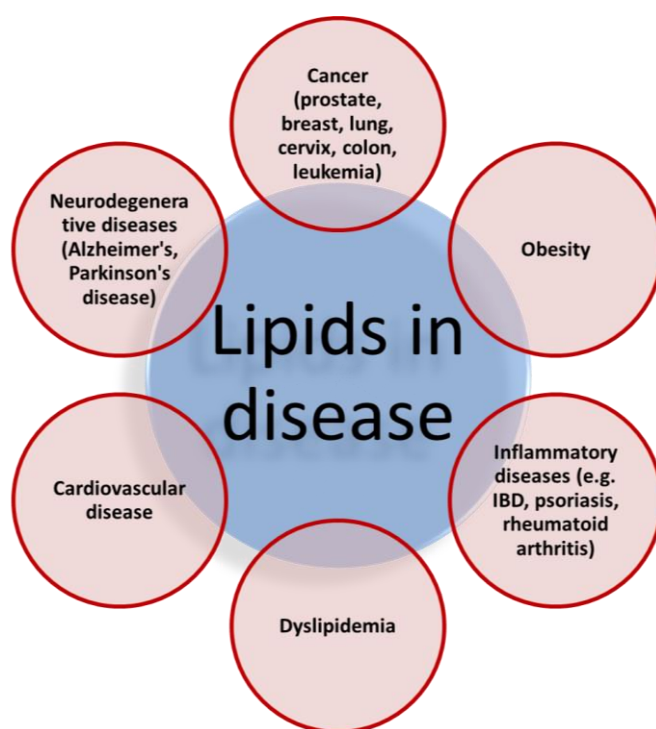 Cancer
(prostate,
breast, lung,
cervix, colon,
leukemia)
Neurodegenera
tive diseases
(Alzheimer's,
Parkinson's
disease)
Obesity
Lipids in
disease
Cardiovascular
disease
Inflammatory
diseases (e.g.
IBD, psoriasis,
rheumatoid
arthritis)
Dyslipidemia